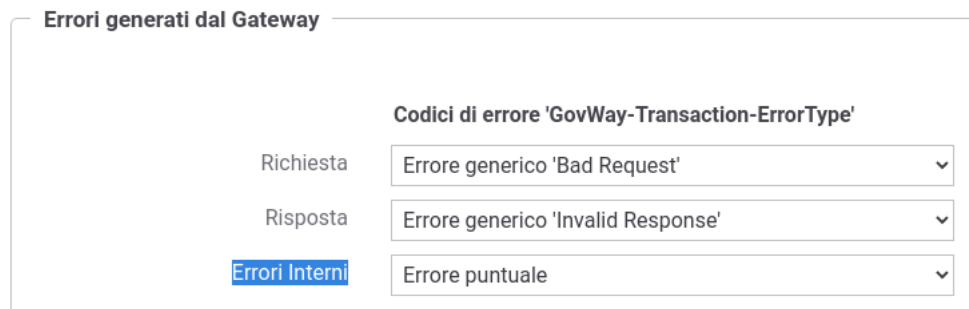 Errori generati dal Gateway
Codici di errore 'GovWay-Transaction-ErrorType'
Richiesta Errore generico 'Bad Request'
Risposta Errore generico 'Invalid Response'
Errori Interni Errore puntuale